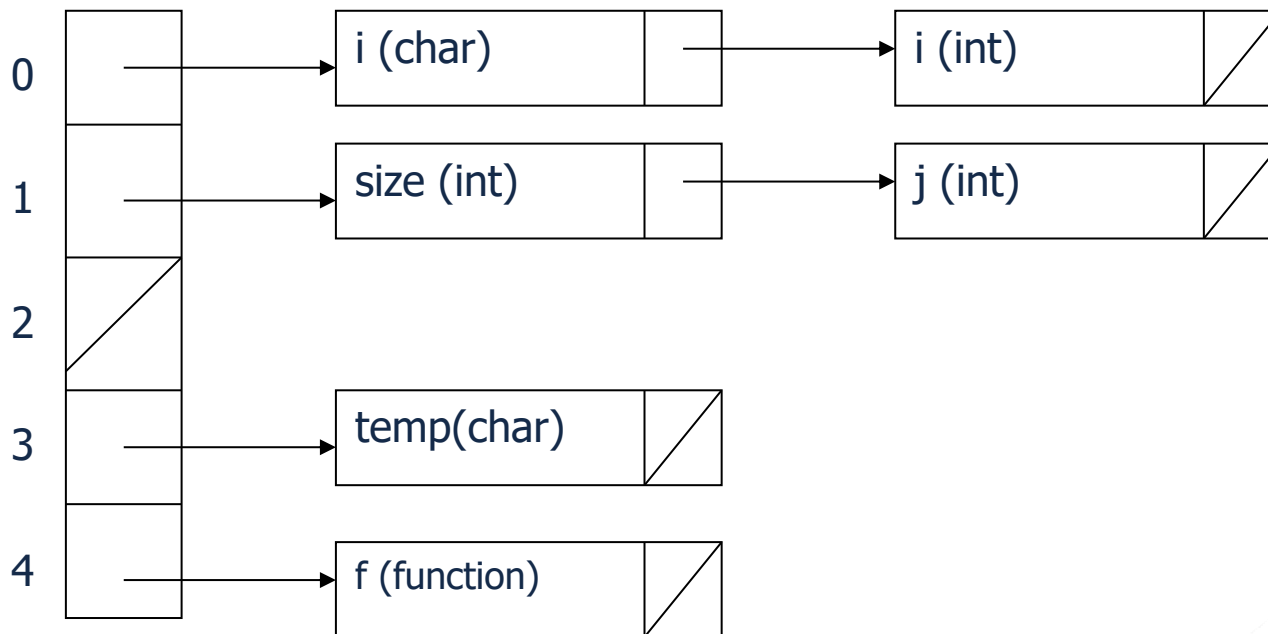 0 i (char) i (int)
1 size (int) j (int)
2
3 temp(char)
4 f (function)